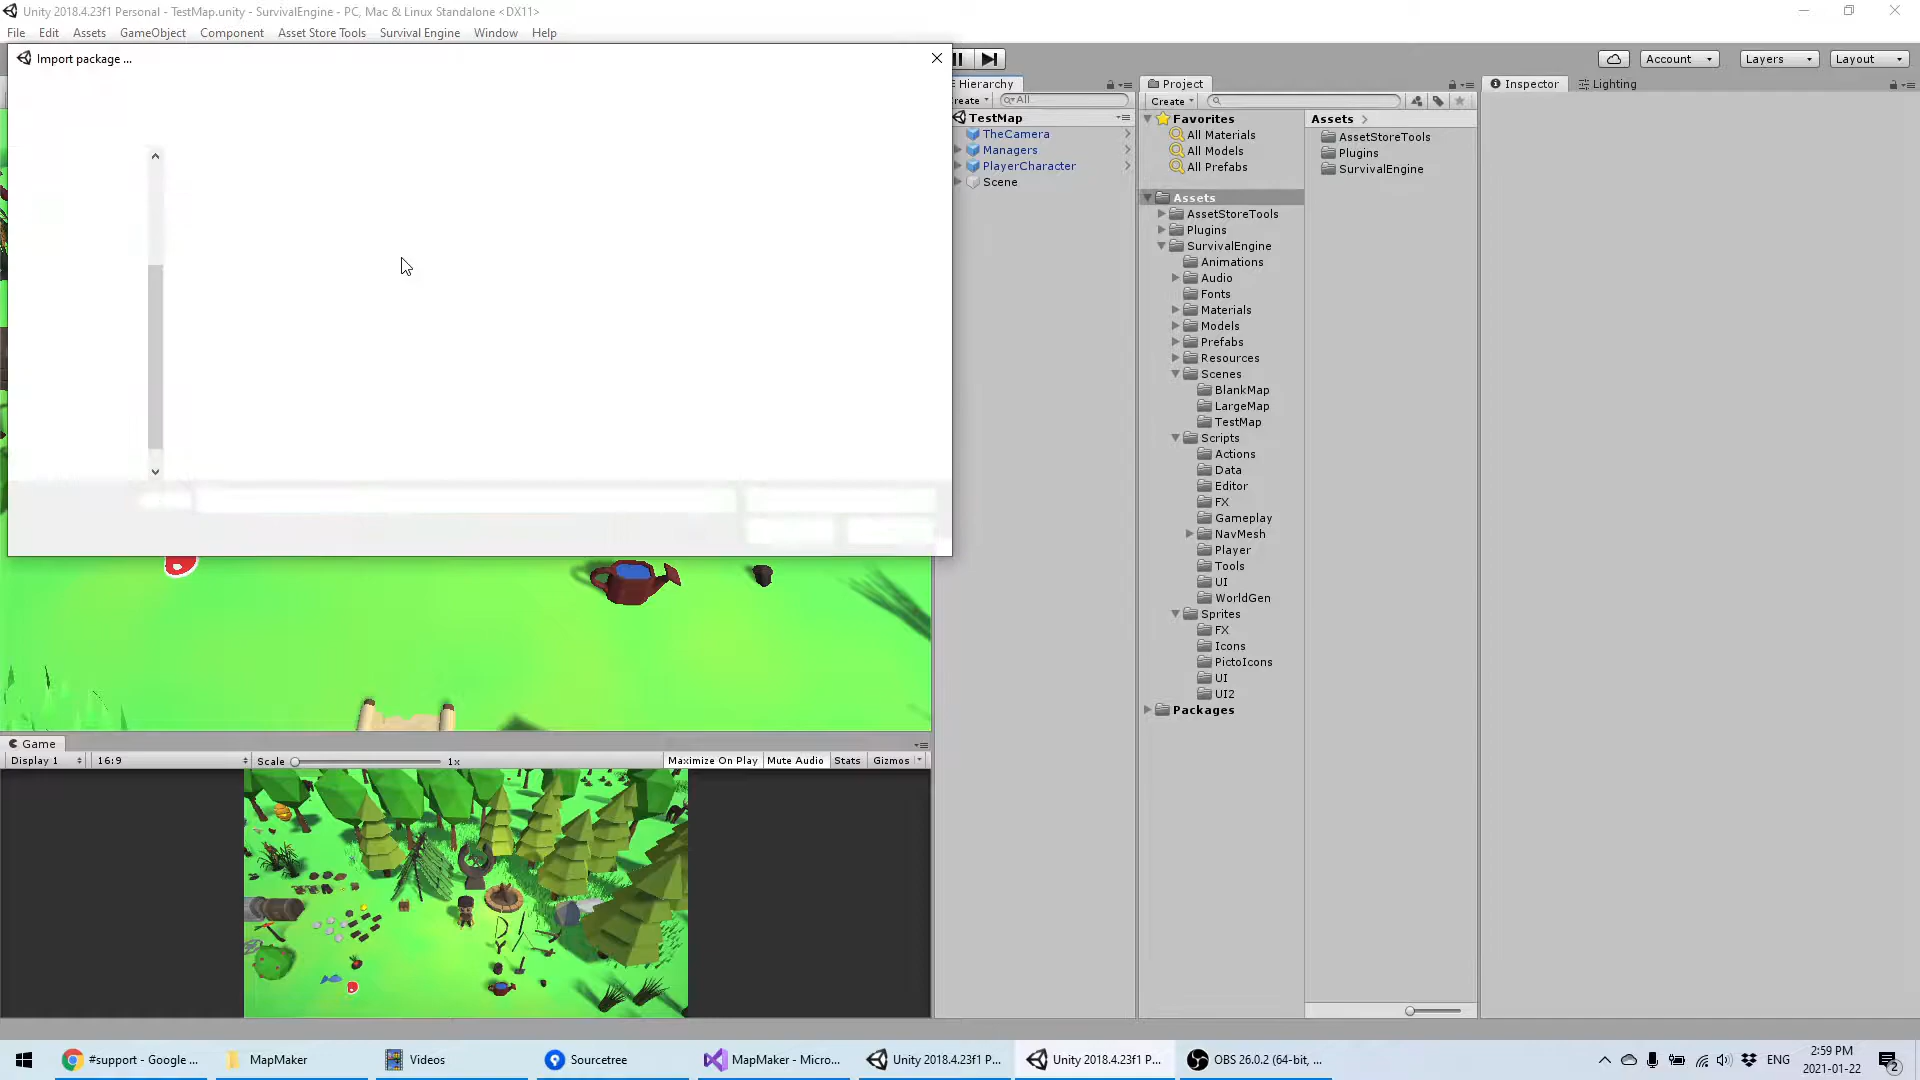 Unity 2018.4.23f1 Personal - TestMap.unity - SurvivalEngine - PC, Mac & Linux Standalone <DX11>
File Edit Assets GameObject Component Asset Store Tools Survival Engine Window Help
Import package ...
Account Layers Layout
Hierarchy
reate All
TestMap
TheCamera
Managers
PlayerCharacter
Scene
Project
Create
Favorites
All Materials
All Models
All Prefabs
Assets
AssetStoreTools
Plugins
SurvivalEngine
Animations
Audio
Fonts
Materials
Models
Prefabs
Resources
Scenes
BlankMap
LargeMap
TestMap
Scripts
Actions
Data
Editor
FX
Gameplay
NavMesh
Player
Tools
UI
WorldGen
Sprites
FX
Icons
PictoIcons
UI
UI2
Packages
Assets
AssetStoreTools
Plugins
SurvivalEngine
Inspector Lighting
Game
Display 1 16:9 Scale 1x Maximize On Play Mute Audio Stats Gizmos
#support - Google ... MapMaker Videos Sourcetree MapMaker - Micro... Unity 2018.4.23f1 P... Unity 2018.4.23f1 P... OBS 26.0.2 (64-bit, ... ENG 2:59 PM
2021-01-22 2